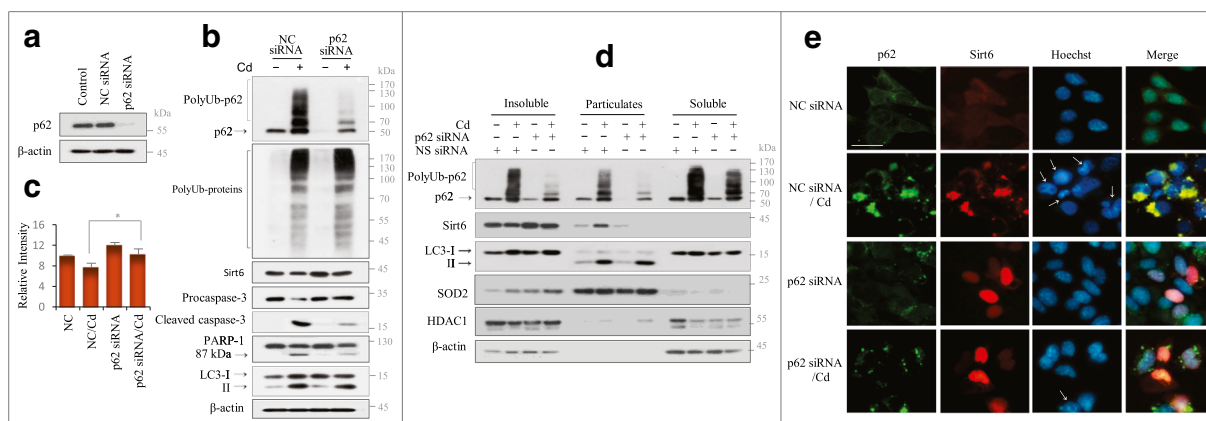 a
Control
NC siRNA
p62 siRNA
kDa
p62
55
β-actin
45
b
NC siRNA
p62 siRNA
Cd
− + − +
kDa
PolyUb-p62
170
130
100
70
p62
50
PolyUb-proteins
170
130
100
70
55
45
Sirt6
45
Procaspase-3
35
Cleaved caspase-3
15
PARP-1
130
87 kDa
LC3-I
15
II
β-actin
45
c
Relative Intensity
16
12
8
4
0
*
NC
NC/Cd
p62 siRNA
p62 siRNA/Cd
d
Insoluble
Particulates
Soluble
Cd
p62 siRNA
NS siRNA
kDa
PolyUb-p62
170
130
100
70
p62
50
Sirt6
45
LC3-I
15
II
SOD2
25
HDAC1
55
β-actin
45
e
p62
Sirt6
Hoechst
Merge
NC siRNA
NC siRNA
/ Cd
p62 siRNA
p62 siRNA
/Cd